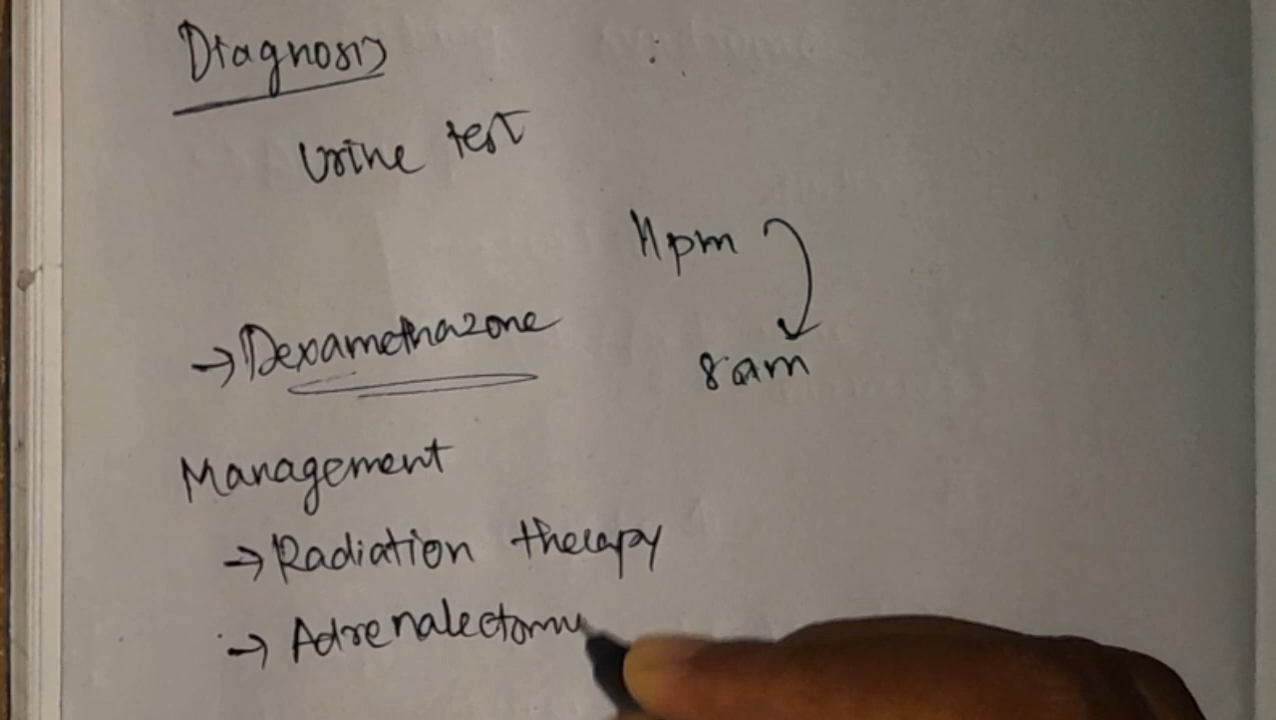 Diagnosis
Urine test
11pm
8am
→ Dexamethazone
Management
→ Radiation therapy
→ Adrenalectomy